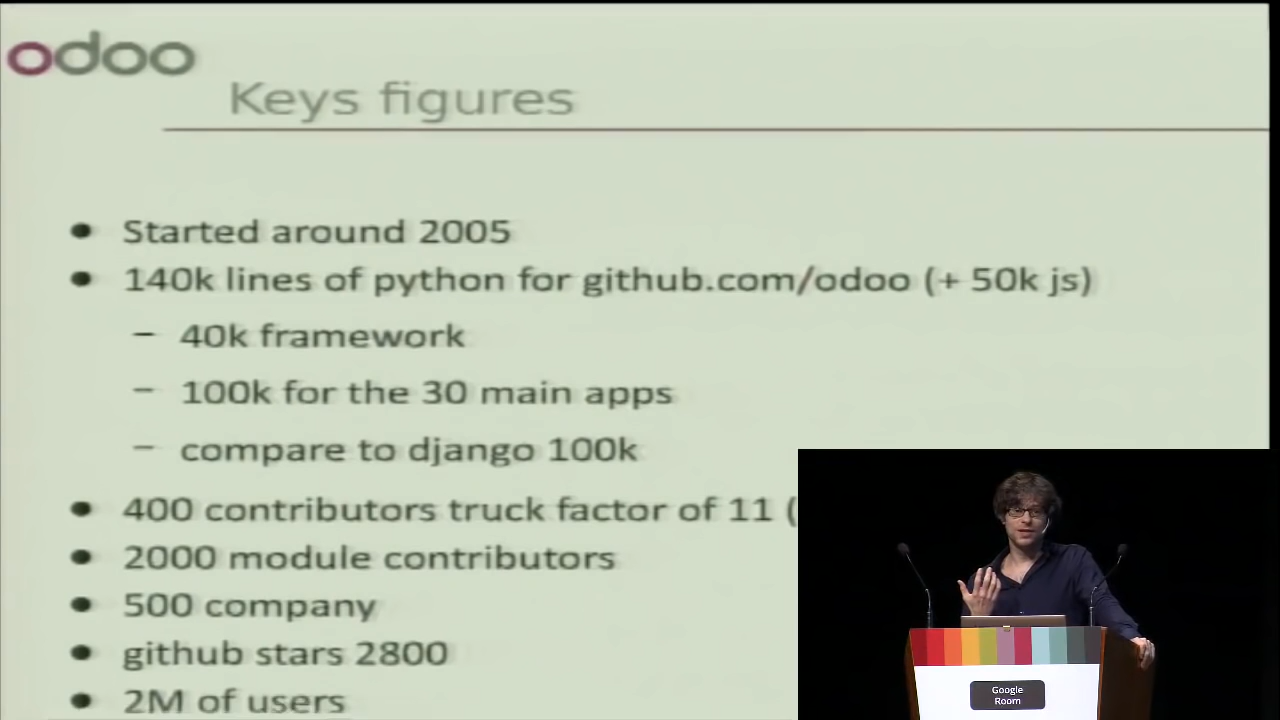 odoo
Keys figures
Started around 2005
140k lines of python for github.com/odoo (+ 50k js)
40k framework
100k for the 30 main apps
compare to django 100k
400 contributors truck factor of 11 (
2000 module contributors
500 company
github stars 2800
2M of users
Google
Room